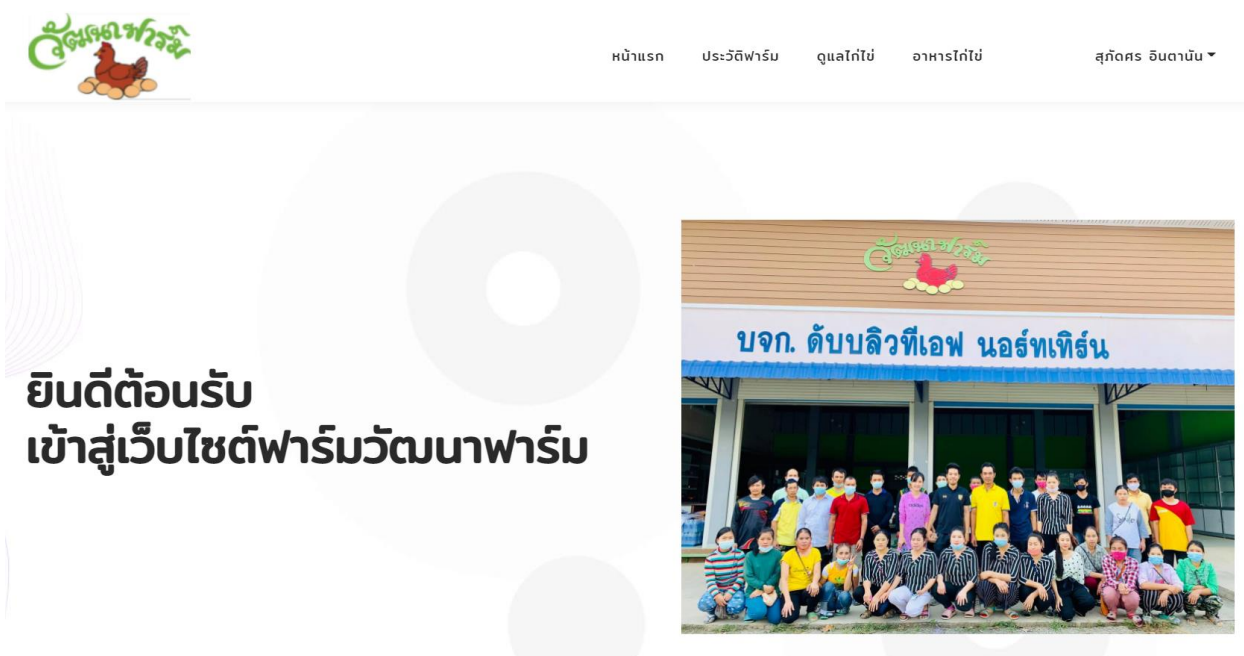 วัฒนาฟาร์ม
หน้าแรก ประวัติฟาร์ม ดูแลไก่ไข่ อาหารไก่ไข่ สุภัดศร อินตานัน
วัฒนาฟาร์ม
บจก. ดับบลิวทีเอฟ นอร์ทเทิร์น
ยินดีต้อนรับ
เข้าสู่เว็บไซต์ฟาร์มวัฒนาฟาร์ม